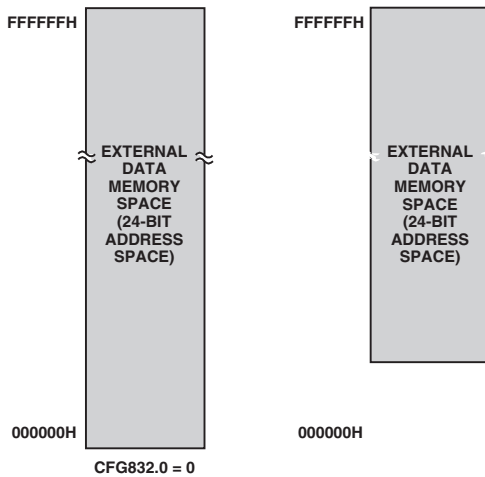 FFFFFFH
EXTERNAL
DATA
MEMORY
SPACE
(24-BIT
ADDRESS
SPACE)
000000H
CFG832.0 = 0
FFFFFFH
EXTERNAL
DATA
MEMORY
SPACE
(24-BIT
ADDRESS
SPACE)
000000H